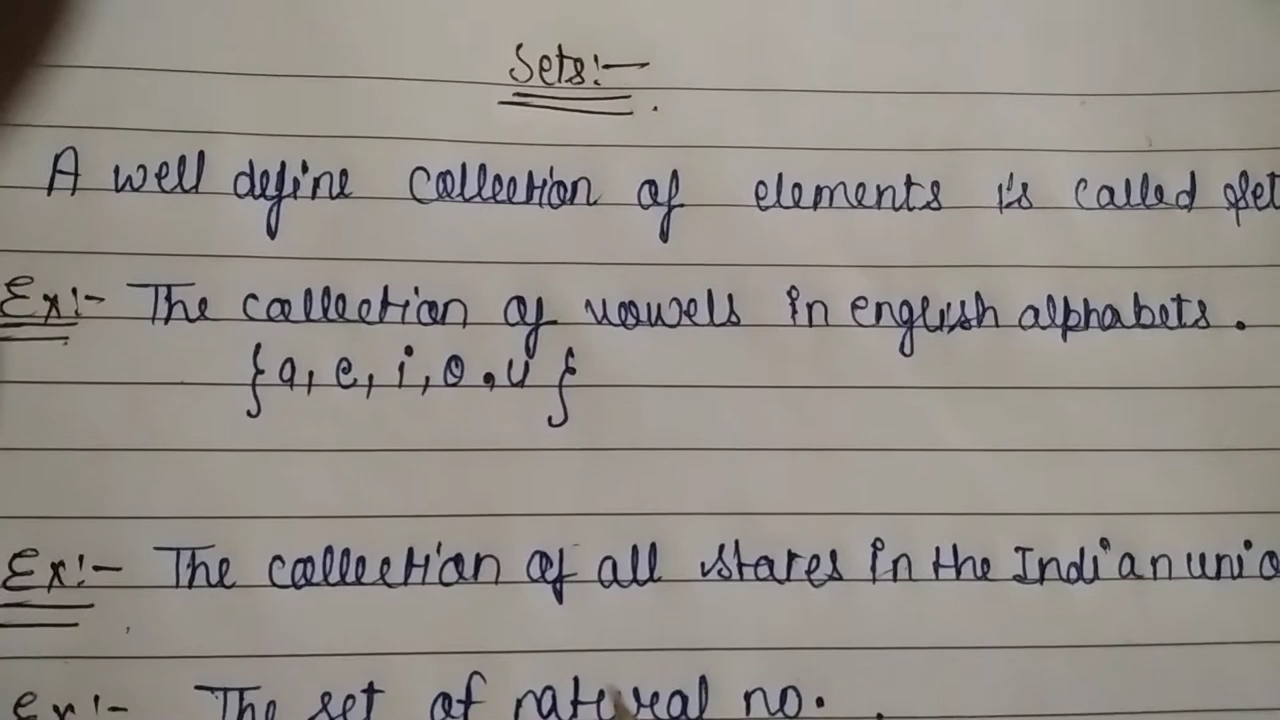 Sets:-
A well define collection of elements is called set
Ex:- The collection of vowels in english alphabets.
{a, e, i, o, u}
Ex:- The collection of all states in the Indian unio
Ex:- The set of natural no.